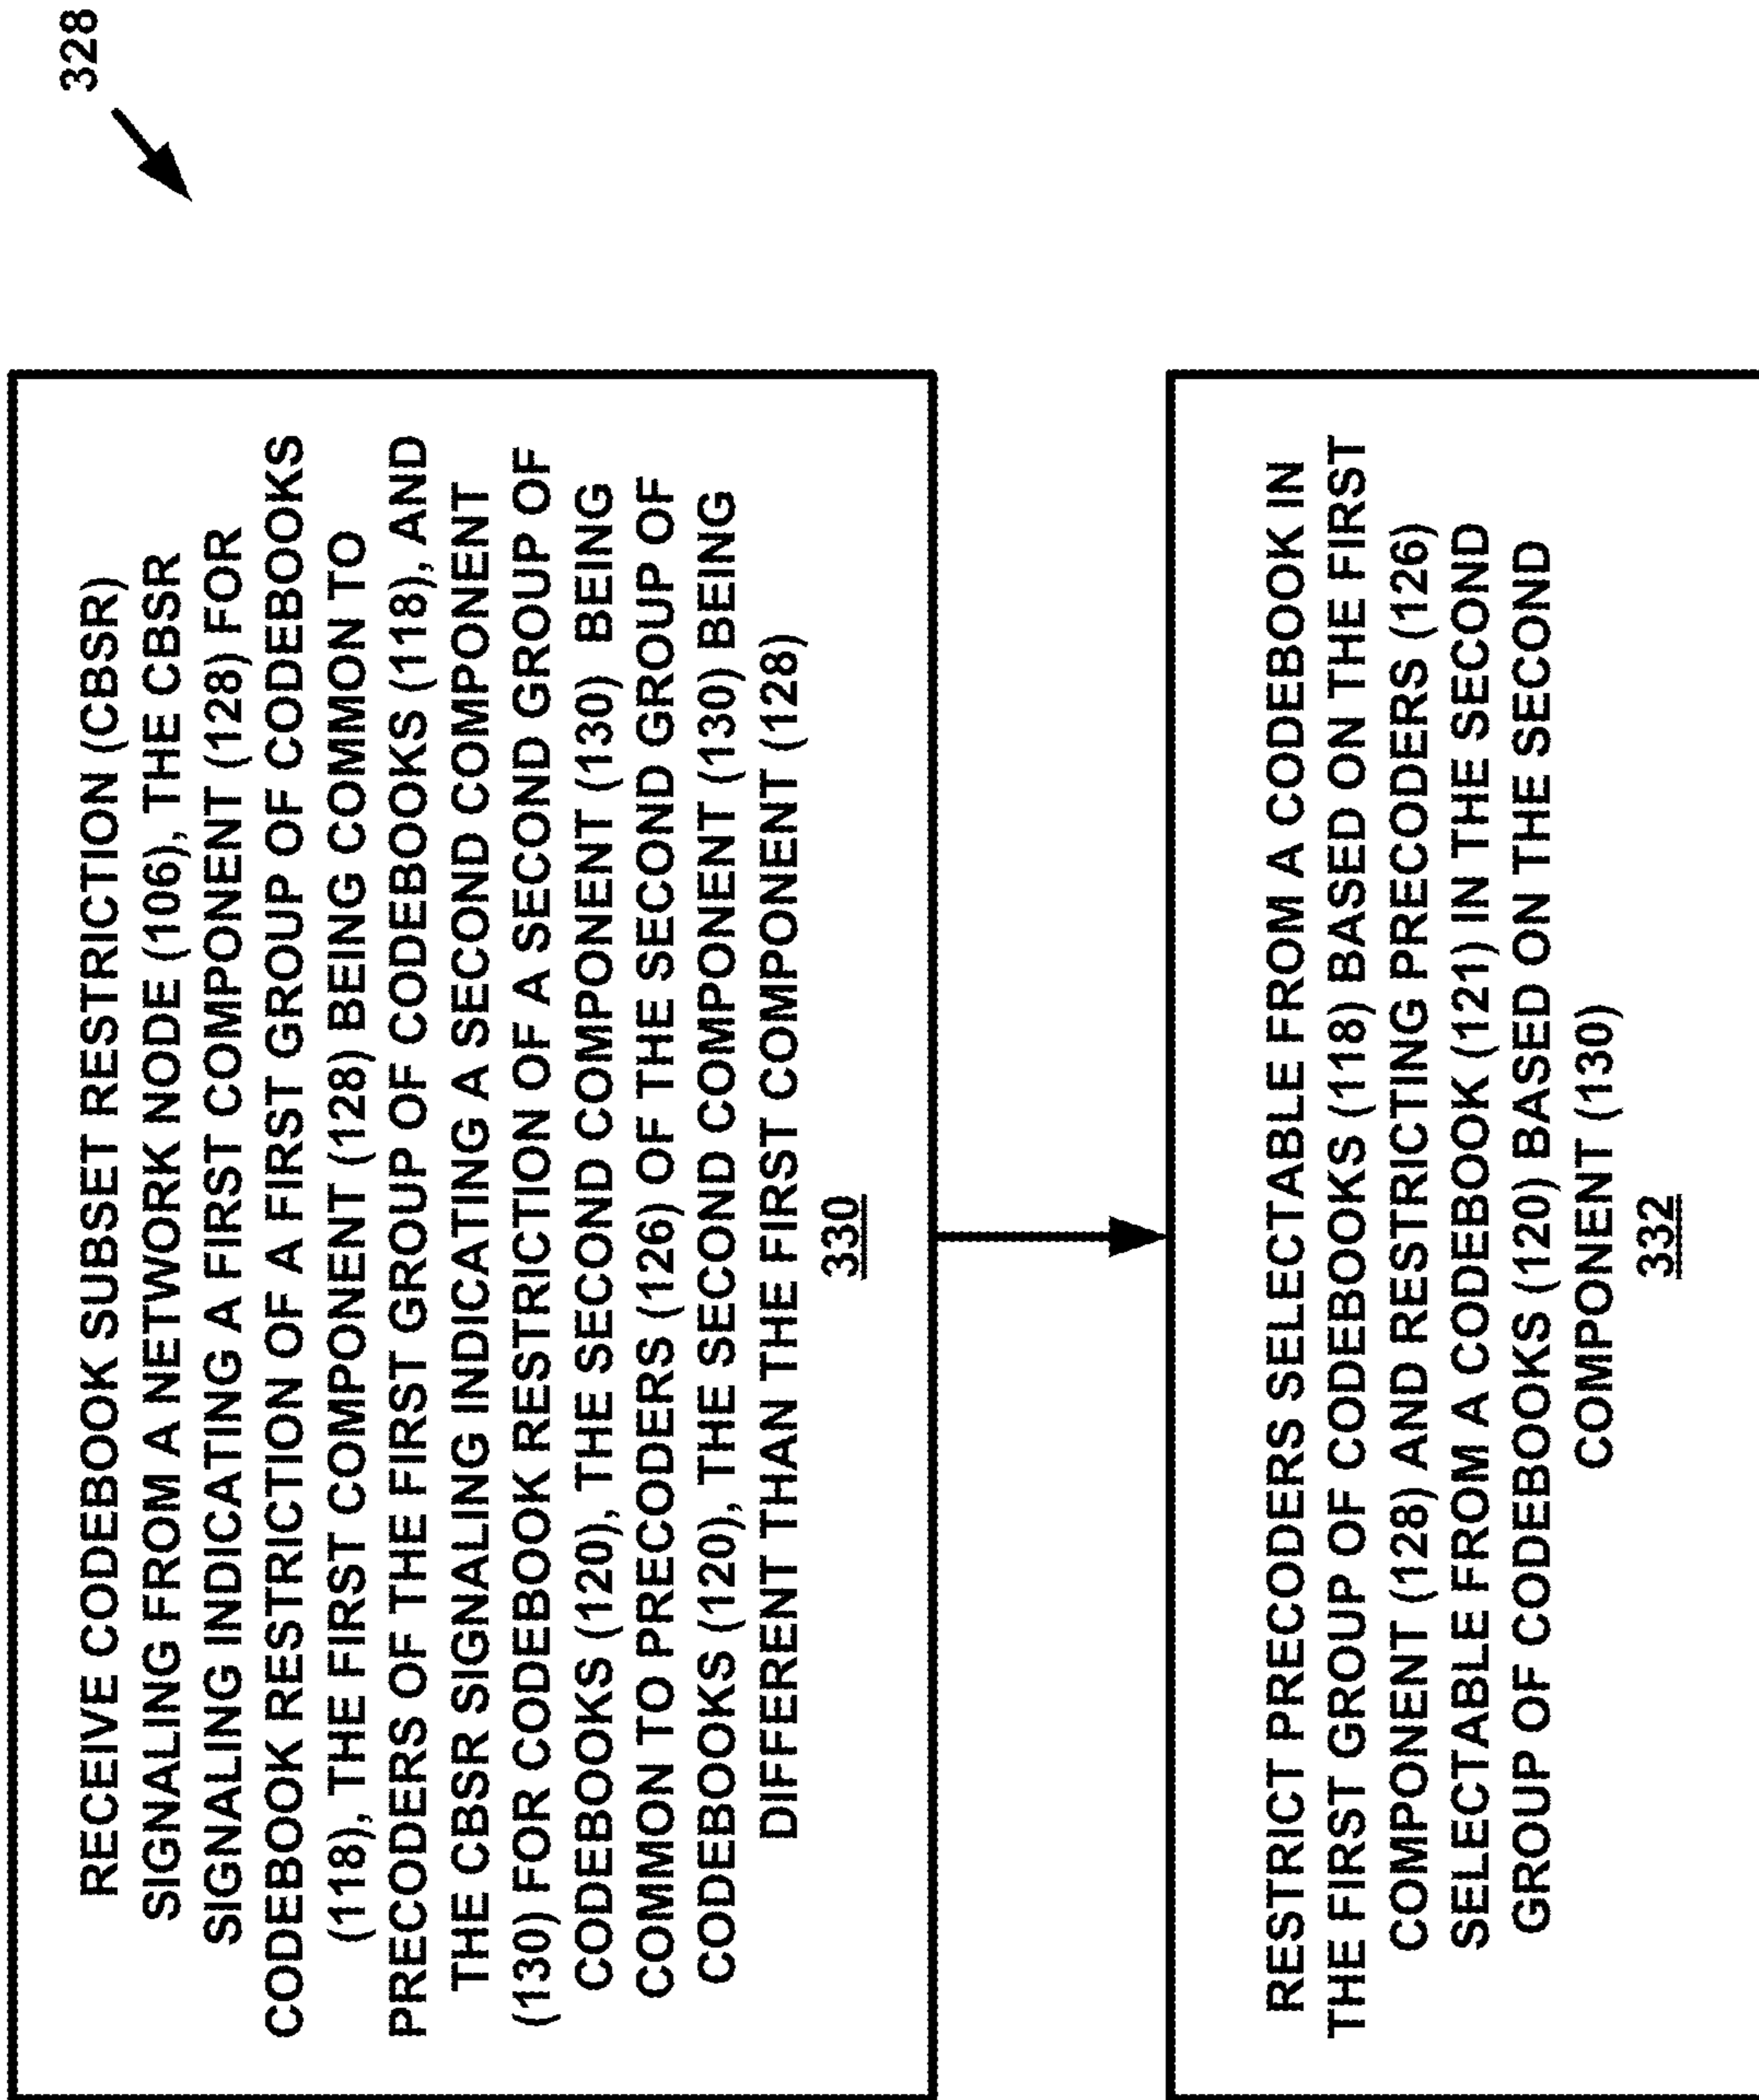 328
RECEIVE CODEBOOK SUBSET RESTRICTION (CBSR)
SIGNALING FROM A NETWORK NODE (106), THE CBSR
SIGNALING INDICATING A FIRST COMPONENT (128) FOR
CODEBOOK RESTRICTION OF A FIRST GROUP OF CODEBOOKS
(118), THE FIRST COMPONENT (128) BEING COMMON TO
PRECODERS OF THE FIRST GROUP OF CODEBOOKS (118), AND
THE CBSR SIGNALING INDICATING A SECOND COMPONENT
(130) FOR CODEBOOK RESTRICTION OF A SECOND GROUP OF
CODEBOOKS (120), THE SECOND COMPONENT (130) BEING
COMMON TO PRECODERS (126) OF THE SECOND GROUP OF
CODEBOOKS (120), THE SECOND COMPONENT (130) BEING
DIFFERENT THAN THE FIRST COMPONENT (128)
330
RESTRICT PRECODERS SELECTABLE FROM A CODEBOOK IN
THE FIRST GROUP OF CODEBOOKS (118) BASED ON THE FIRST
COMPONENT (128) AND RESTRICTING PRECODERS (126)
SELECTABLE FROM A CODEBOOK (121) IN THE SECOND
GROUP OF CODEBOOKS (120) BASED ON THE SECOND
COMPONENT (130)
332